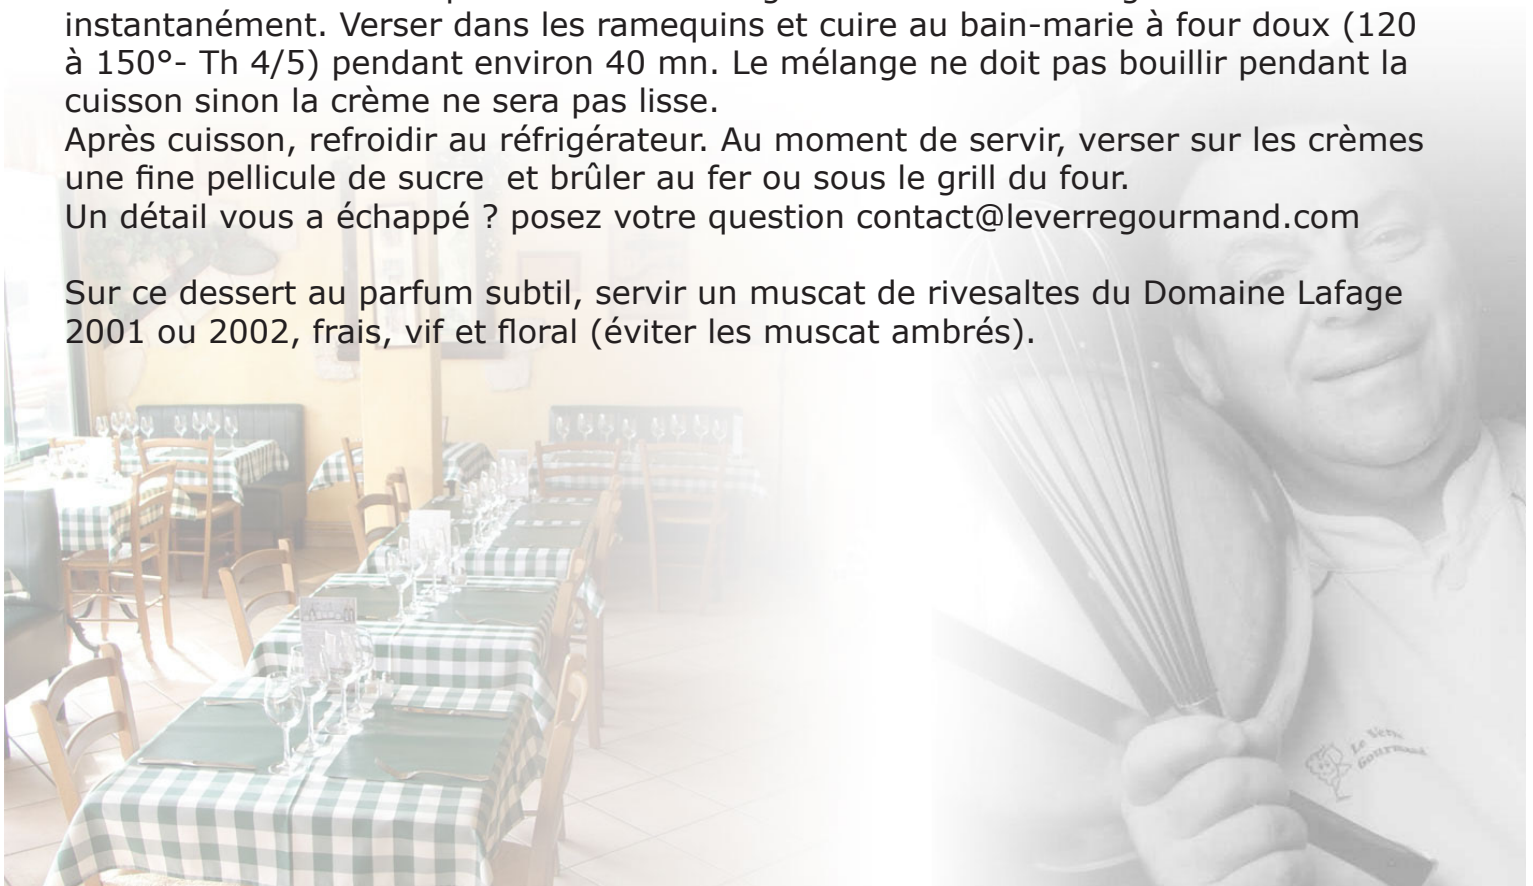 instantanément. Verser dans les ramequins et cuire au bain-marie à four doux (120
à 150°- Th 4/5) pendant environ 40 mn. Le mélange ne doit pas bouillir pendant la
cuisson sinon la crème ne sera pas lisse.
Après cuisson, refroidir au réfrigérateur. Au moment de servir, verser sur les crèmes
une fine pellicule de sucre  et brûler au fer ou sous le grill du four.
Un détail vous a échappé ? posez votre question contact@leverregourmand.com
Sur ce dessert au parfum subtil, servir un muscat de rivesaltes du Domaine Lafage
2001 ou 2002, frais, vif et floral (éviter les muscat ambrés).
Le Verre
Gourmand